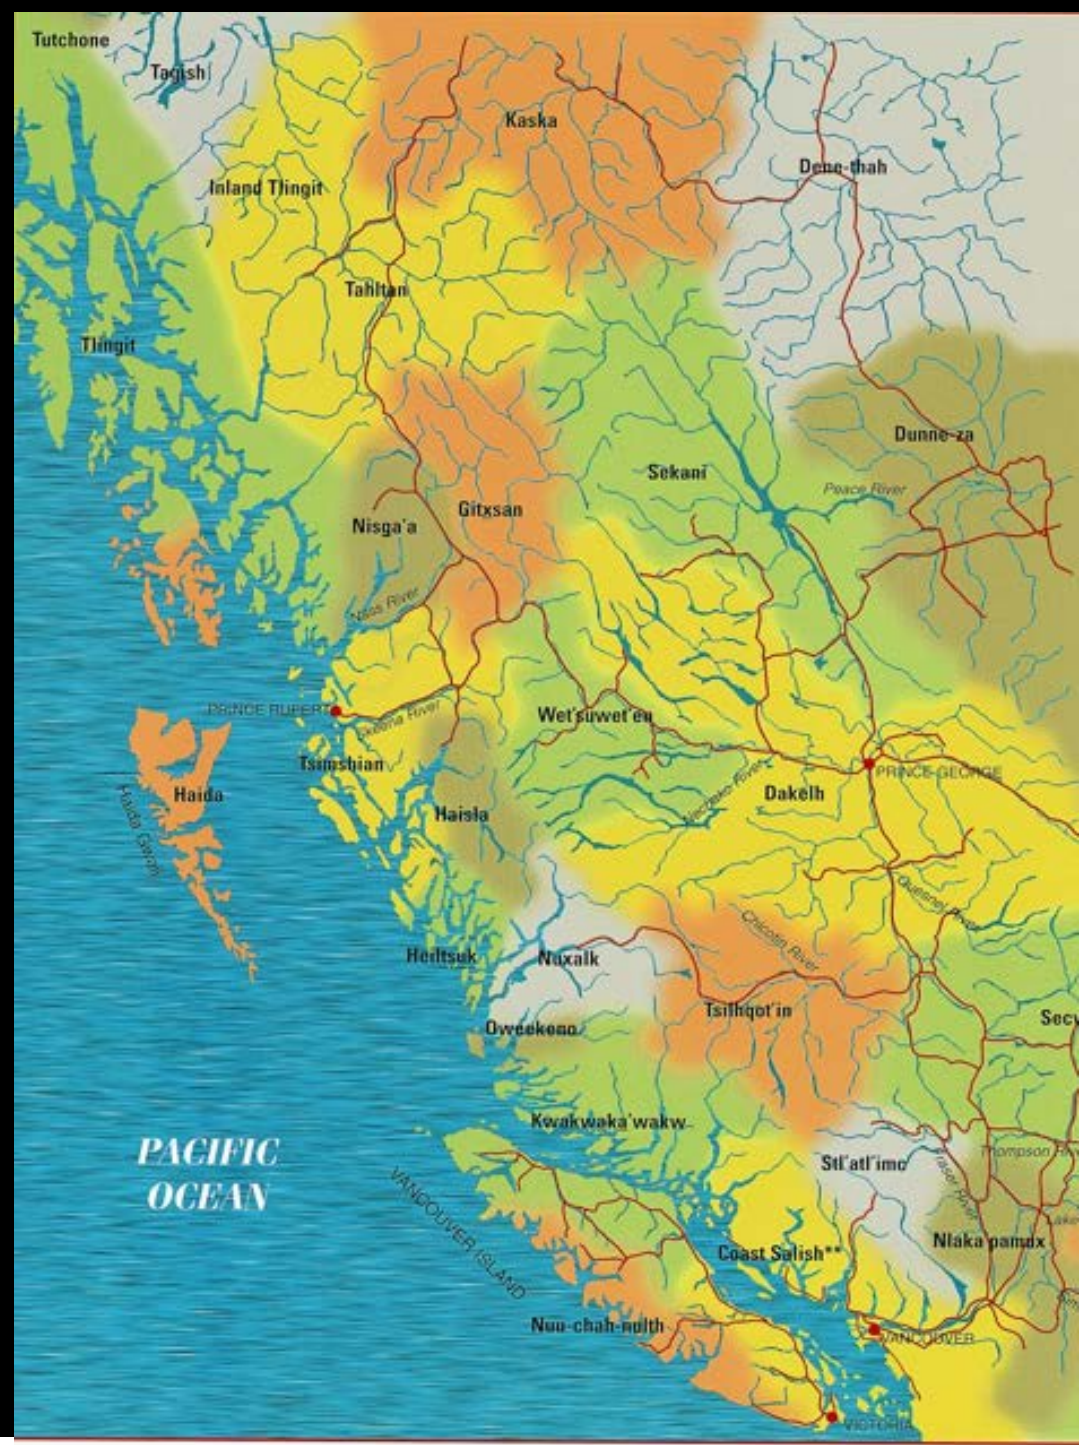 Tutchone
Tagish
Kaska
Dene-thah
Inland Tlingit
Tahltan
Tlingit
Dunne-za
Sekani
Peace River
Gitxsan
Nisga'a
Nass River
PRINCE RUPERT
Skeena River
Wet'suwet'en
Tsimshian
PRINCE GEORGE
Nechako River
Dakelh
Haida
Haida Gwaii
Haisla
Quesnel River
Chilcotin River
Heiltsuk
Nuxalk
Tsilhqot'in
Secw
Oweekeno
Kwakwaka'wakw
PACIFIC
OCEAN
Stl'atl'imc
Thompson Riv
Fraser River
VANCOUVER ISLAND
Lake
Nlaka pamux
Coast Salish**
Nuu-chah-nulth
VANCOUVER
VICTORIA